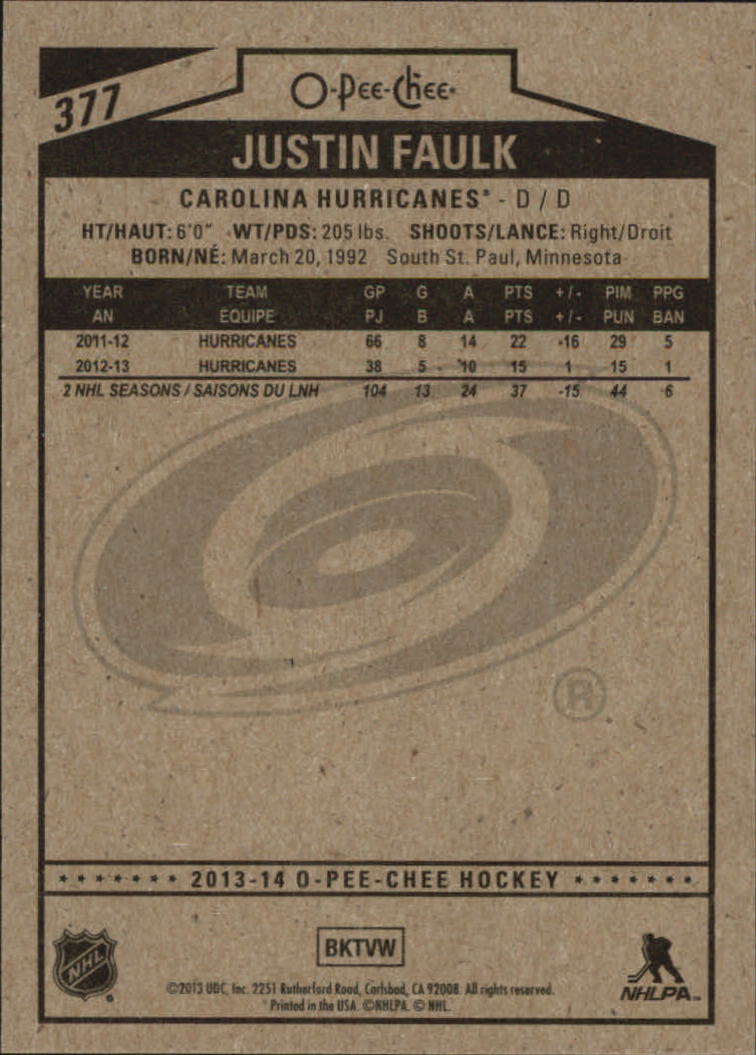 377
O-Pee-Chee
JUSTIN FAULK
CAROLINA HURRICANES® - D / D
HT/HAUT: 6'0" WT/PDS: 205 lbs. SHOOTS/LANCE: Right/Droit
BORN/NÉ: March 20, 1992 South St. Paul, Minnesota
YEAR TEAM GP G A PTS +/- PIM PPG
AN ÉQUIPE PJ B A PTS +/- PUN BAN
2011-12 HURRICANES 66 8 14 22 -16 29 5
2012-13 HURRICANES 38 5 10 15 1 15 1
2 NHL SEASONS / SAISONS DU LNH 104 13 24 37 -15 44 6
®
★ ★ ★ ★ ★ ★ ★ 2013-14 O-PEE-CHEE HOCKEY ★ ★ ★ ★ ★ ★ ★
NHL
BKTVW
©2013 UDC, Inc. 2251 Rutherford Road, Carlsbad, CA 92008. All rights reserved.
Printed in the USA. ©NHLPA. © NHL.
NHLPA™